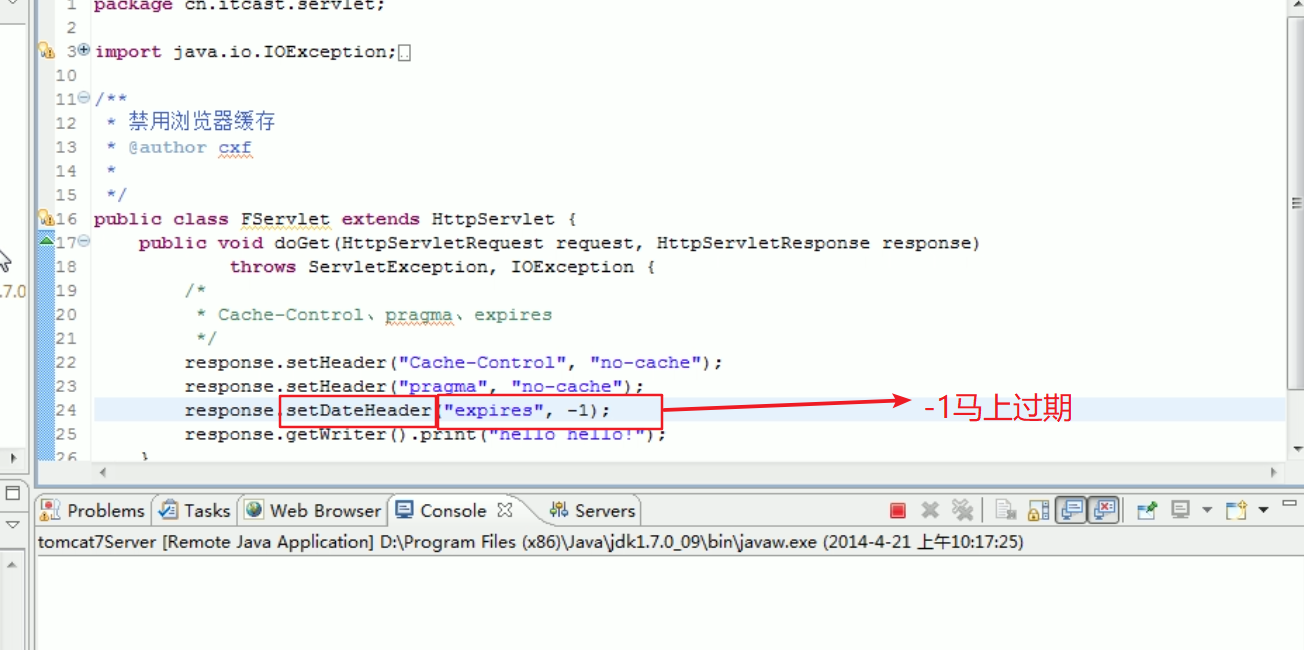 1 package cn.itcast.servlet;
2
3 import java.io.IOException;
10
11 /**
12 * 禁用浏览器缓存
13 * @author cxf
14 *
15 */
16 public class FServlet extends HttpServlet {
17 public void doGet(HttpServletRequest request, HttpServletResponse response)
18 throws ServletException, IOException {
19 /*
20 * Cache-Control、pragma、expires
21 */
22 response.setHeader("Cache-Control", "no-cache");
23 response.setHeader("pragma", "no-cache");
24 response.setDateHeader("expires", -1);
-1马上过期
25 response.getWriter().print("hello hello!");
26 }
.7.0
Problems Tasks Web Browser Console Servers
tomcat7Server [Remote Java Application] D:\Program Files (x86)\Java\jdk1.7.0_09\bin\javaw.exe (2014-4-21 上午10:17:25)